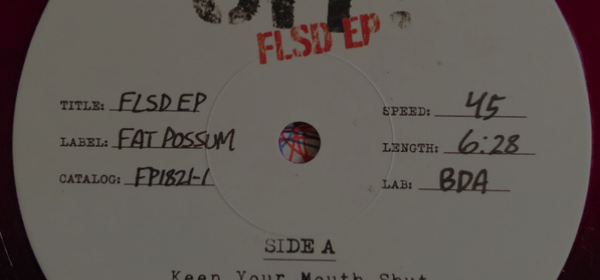 FLSD EP
TITLE: FLSD EP
LABEL: FAT POSSUM
CATALOG: FP1821-1
SPEED: 45
LENGTH: 6:28
LAB: BDA
SIDE A
Keep Your Mouth Shut